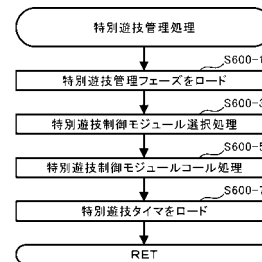 特別遊技管理処理
S600-1
特別遊技管理フェーズをロード
S600-3
特別遊技制御モジュール選択処理
S600-5
特別遊技制御モジュールコール処理
S600-7
特別遊技タイマをロード
RET